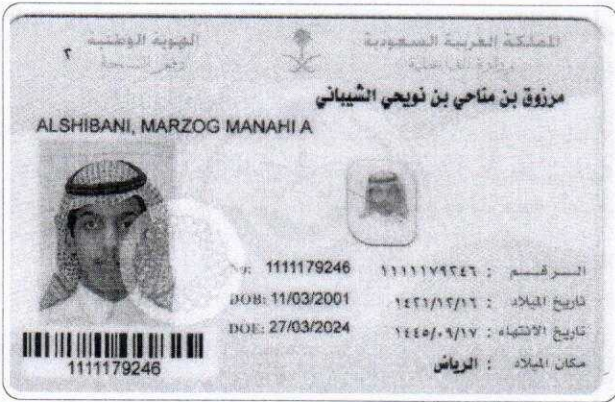 المملكة العربية السعودية
وزارة الداخلية
الهوية الوطنية
رقم النسخة ٢
مرزوق بن مناحي بن نويحي الشيباني
ALSHIBANI, MARZOG MANAHI A
No: 1111179246
الرقم : ١١١١١٧٩٢٤٦
DOB: 11/03/2001
تاريخ الميلاد : ١٤٢١/١٢/١٦
DOE: 27/03/2024
تاريخ الانتهاء : ١٤٤٥/٠٩/١٧
مكان الميلاد : الرياض
1111179246